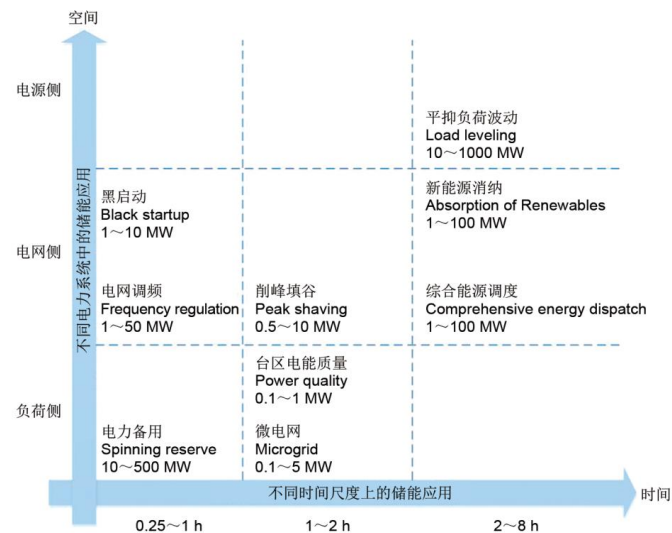 空间
电源侧
平抑负荷波动
Load leveling
10～1000 MW
不同电力系统中的储能应用
黑启动
Black startup
1～10 MW
新能源消纳
Absorption of Renewables
1～100 MW
电网侧
电网调频
Frequency regulation
1～50 MW
削峰填谷
Peak shaving
0.5～10 MW
综合能源调度
Comprehensive energy dispatch
1～100 MW
台区电能质量
Power quality
0.1～1 MW
负荷侧
电力备用
Spinning reserve
10～500 MW
微电网
Microgrid
0.1～5 MW
不同时间尺度上的储能应用
时间
0.25～1 h
1～2 h
2～8 h